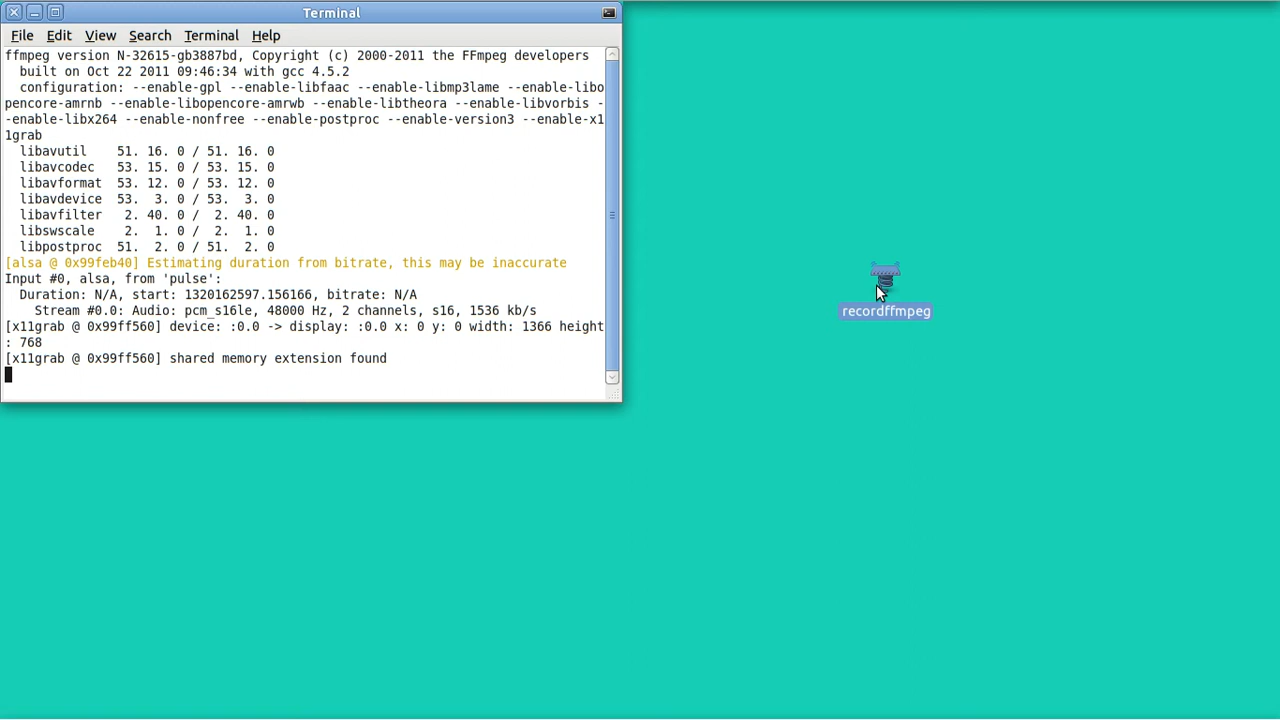 Terminal
File Edit View Search Terminal Help
ffmpeg version N-32615-gb3887bd, Copyright (c) 2000-2011 the FFmpeg developers
  built on Oct 22 2011 09:46:34 with gcc 4.5.2
  configuration: --enable-gpl --enable-libfaac --enable-libmp3lame --enable-libo
pencore-amrnb --enable-libopencore-amrwb --enable-libtheora --enable-libvorbis -
-enable-libx264 --enable-nonfree --enable-postproc --enable-version3 --enable-x1
1grab
  libavutil    51. 16. 0 / 51. 16. 0
  libavcodec   53. 15. 0 / 53. 15. 0
  libavformat  53. 12. 0 / 53. 12. 0
  libavdevice  53.  3. 0 / 53.  3. 0
  libavfilter   2. 40. 0 /  2. 40. 0
  libswscale    2.  1. 0 /  2.  1. 0
  libpostproc  51.  2. 0 / 51.  2. 0
[alsa @ 0x99feb40] Estimating duration from bitrate, this may be inaccurate
Input #0, alsa, from 'pulse':
  Duration: N/A, start: 1320162597.156166, bitrate: N/A
    Stream #0.0: Audio: pcm_s16le, 48000 Hz, 2 channels, s16, 1536 kb/s
[x11grab @ 0x99ff560] device: :0.0 -> display: :0.0 x: 0 y: 0 width: 1366 height
: 768
[x11grab @ 0x99ff560] shared memory extension found
recordffmpeg